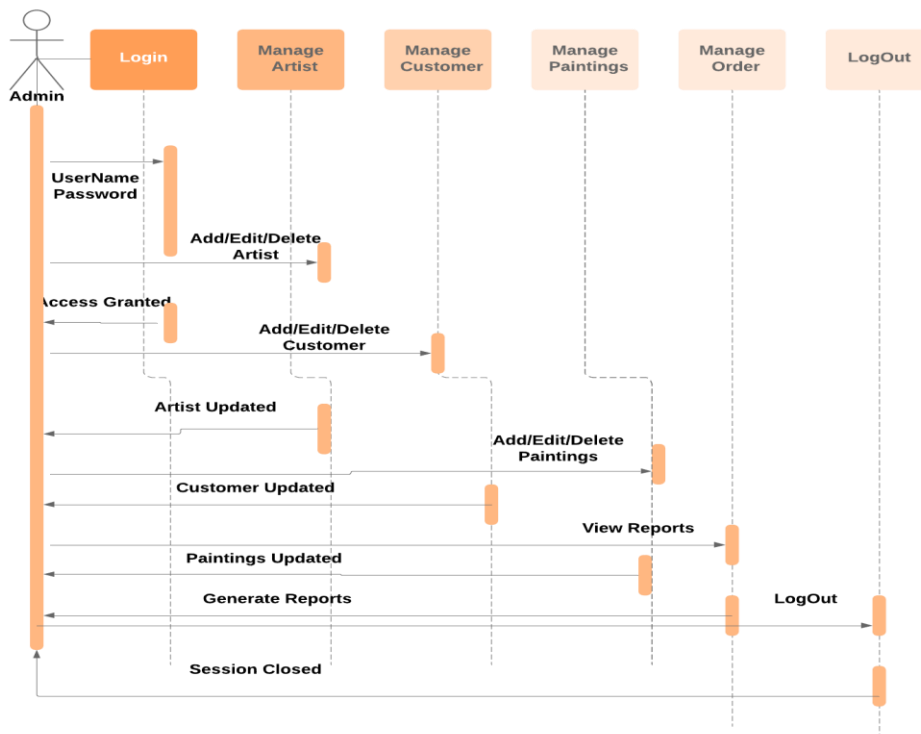 Login
Manage
Artist
Manage
Customer
Manage
Paintings
Manage
Order
LogOut
Admin
UserName
Password
Add/Edit/Delete
Artist
Access Granted
Add/Edit/Delete
Customer
Artist Updated
Add/Edit/Delete
Paintings
Customer Updated
View Reports
Paintings Updated
Generate Reports
LogOut
Session Closed